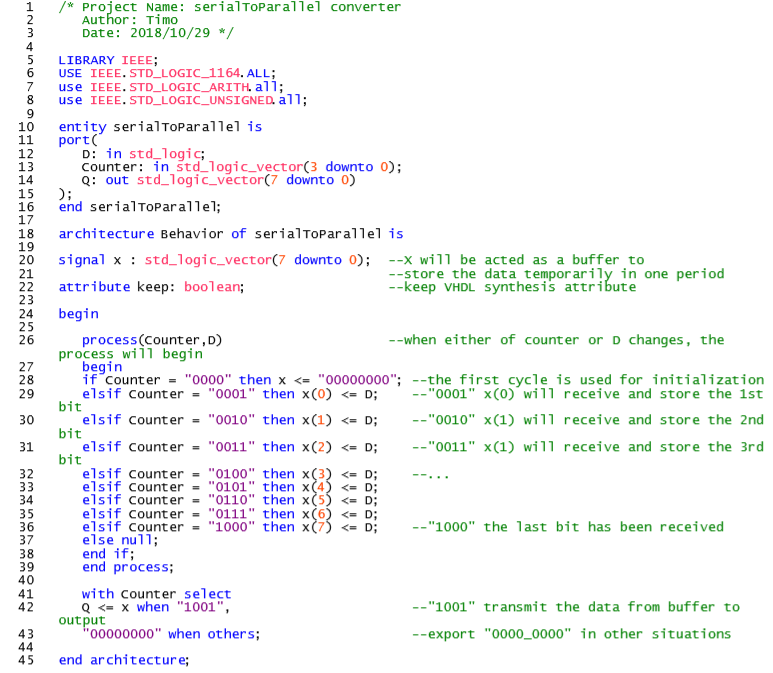 1 /* Project Name: serialToParallel converter
2 Author: Timo
3 Date: 2018/10/29 */
4
5 LIBRARY IEEE;
6 USE IEEE.STD_LOGIC_1164.ALL;
7 use IEEE.STD_LOGIC_ARITH.all;
8 use IEEE.STD_LOGIC_UNSIGNED.all;
9
10 entity serialToParallel is
11 port(
12 D: in std_logic;
13 Counter: in std_logic_vector(3 downto 0);
14 Q: out std_logic_vector(7 downto 0)
15 );
16 end serialToParallel;
17
18 architecture Behavior of serialToParallel is
19
20 signal x : std_logic_vector(7 downto 0); --X will be acted as a buffer to
21 --store the data temporarily in one period
22 attribute keep: boolean; --keep VHDL synthesis attribute
23
24 begin
25
26 process(Counter,D) --when either of counter or D changes, the
process will begin
27 begin
28 if Counter = "0000" then x <= "00000000"; --the first cycle is used for initialization
29 elsif Counter = "0001" then x(0) <= D; --"0001" x(0) will receive and store the 1st
bit
30 elsif Counter = "0010" then x(1) <= D; --"0010" x(1) will receive and store the 2nd
bit
31 elsif Counter = "0011" then x(2) <= D; --"0011" x(1) will receive and store the 3rd
bit
32 elsif Counter = "0100" then x(3) <= D; --...
33 elsif Counter = "0101" then x(4) <= D;
34 elsif Counter = "0110" then x(5) <= D;
35 elsif Counter = "0111" then x(6) <= D;
36 elsif Counter = "1000" then x(7) <= D; --"1000" the last bit has been received
37 else null;
38 end if;
39 end process;
40
41 with Counter select
42 Q <= x when "1001", --"1001" transmit the data from buffer to
output
43 "00000000" when others; --export "0000_0000" in other situations
44
45 end architecture;